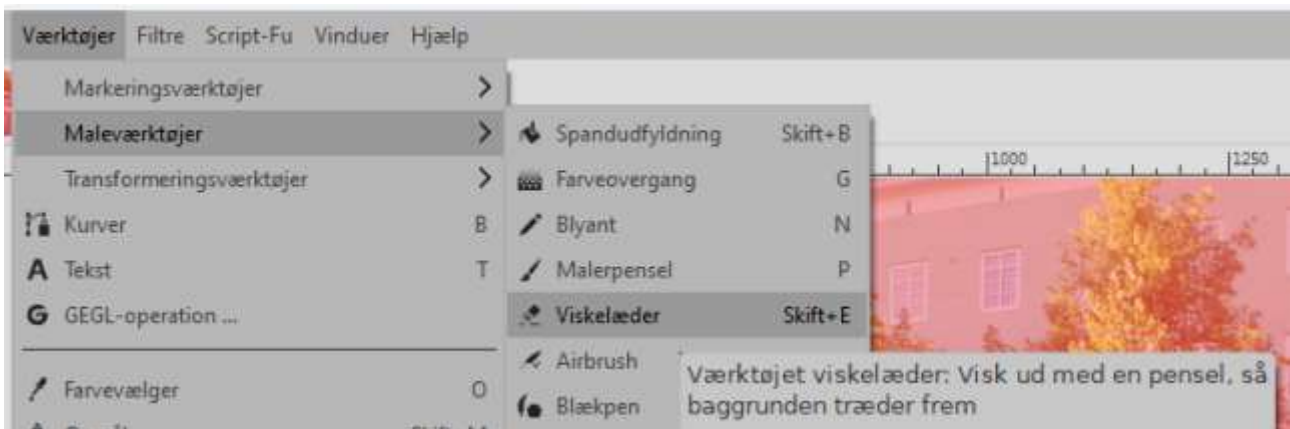 Værktøjer Filtre Script-Fu Vinduer Hjælp
Markeringsværktøjer
Maleværktøjer
Transformeringsværktøjer
Kurver B
Tekst T
GEGL-operation ...
Farvevælger O
Spandudfyldning Skift+B
Farveovergang G
Blyant N
Malerpensel P
Viskelæder Skift+E
Airbrush
Blækpen
Værktøjet viskelæder: Visk ud med en pensel, så
baggrunden træder frem
1000 1250